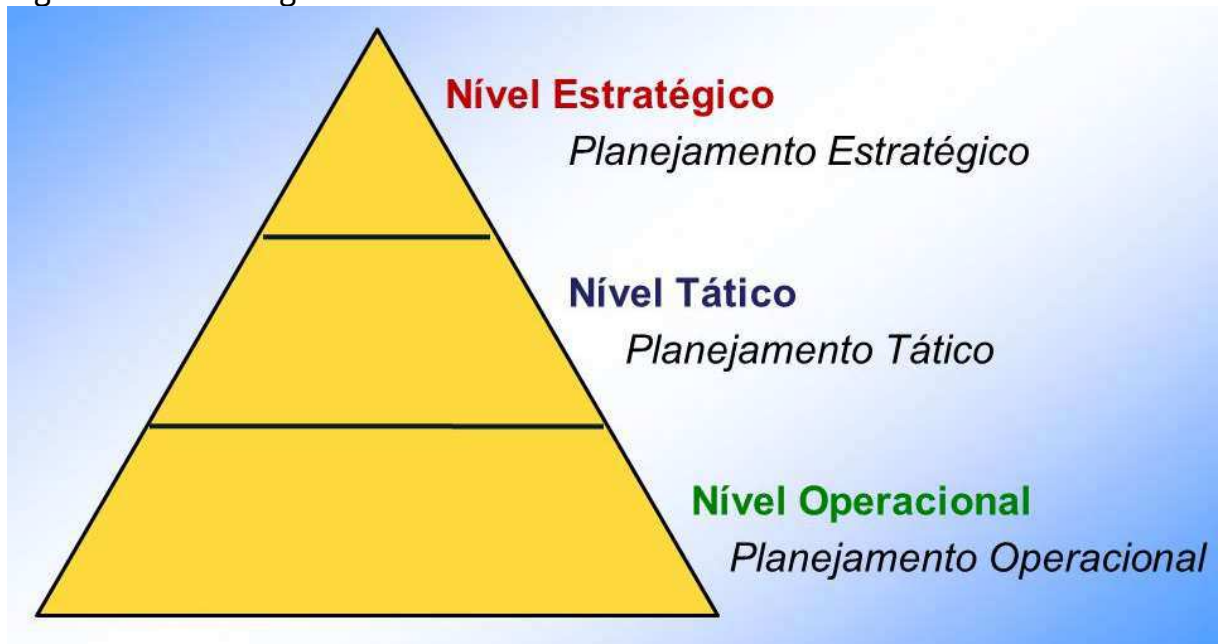 Nível Estratégico
Planejamento Estratégico
Nível Tático
Planejamento Tático
Nível Operacional
Planejamento Operacional